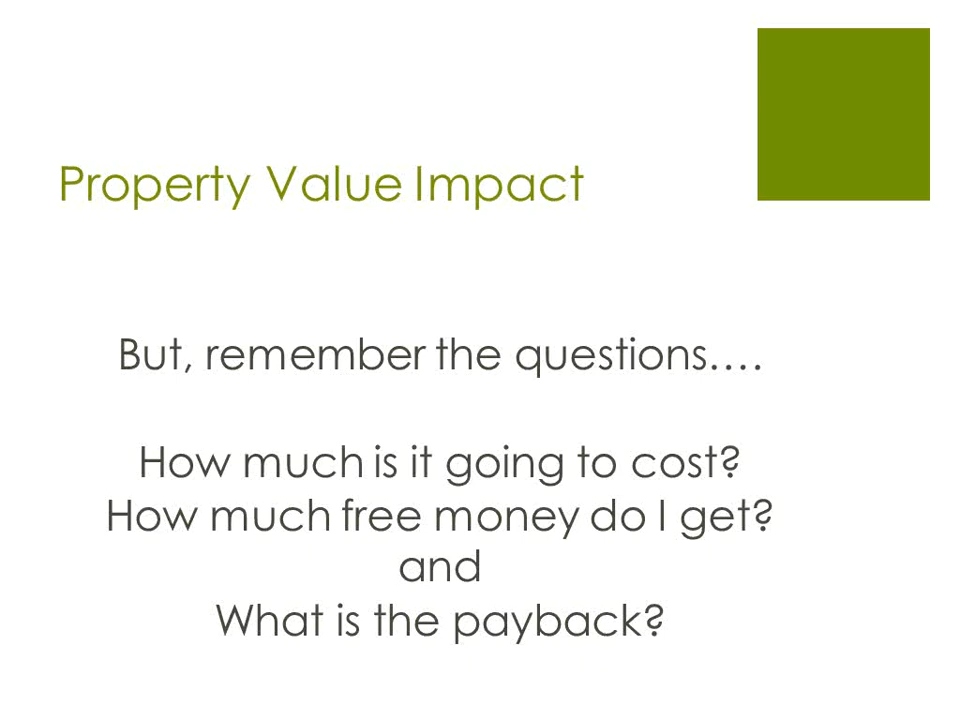 Property Value Impact
But, remember the questions….
How much is it going to cost?
How much free money do I get?
and
What is the payback?